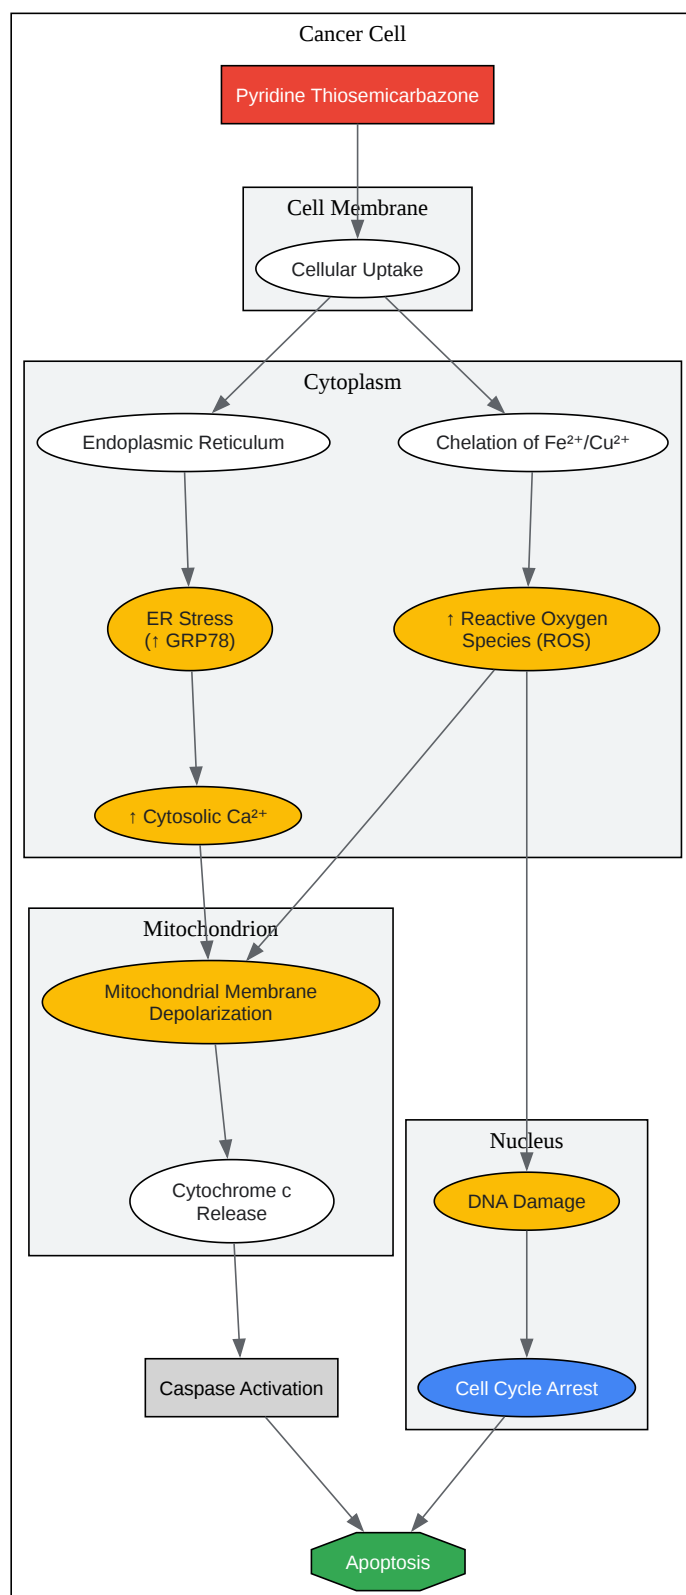 Cancer Cell
Pyridine Thiosemicarbazone
Cell Membrane
Cellular Uptake
Cytoplasm
Endoplasmic Reticulum
Chelation of Fe²⁺/Cu²⁺
ER Stress
(↑ GRP78)
↑ Reactive Oxygen
Species (ROS)
↑ Cytosolic Ca²⁺
Mitochondrion
Mitochondrial Membrane
Depolarization
Nucleus
Cytochrome c
Release
DNA Damage
Caspase Activation
Cell Cycle Arrest
Apoptosis